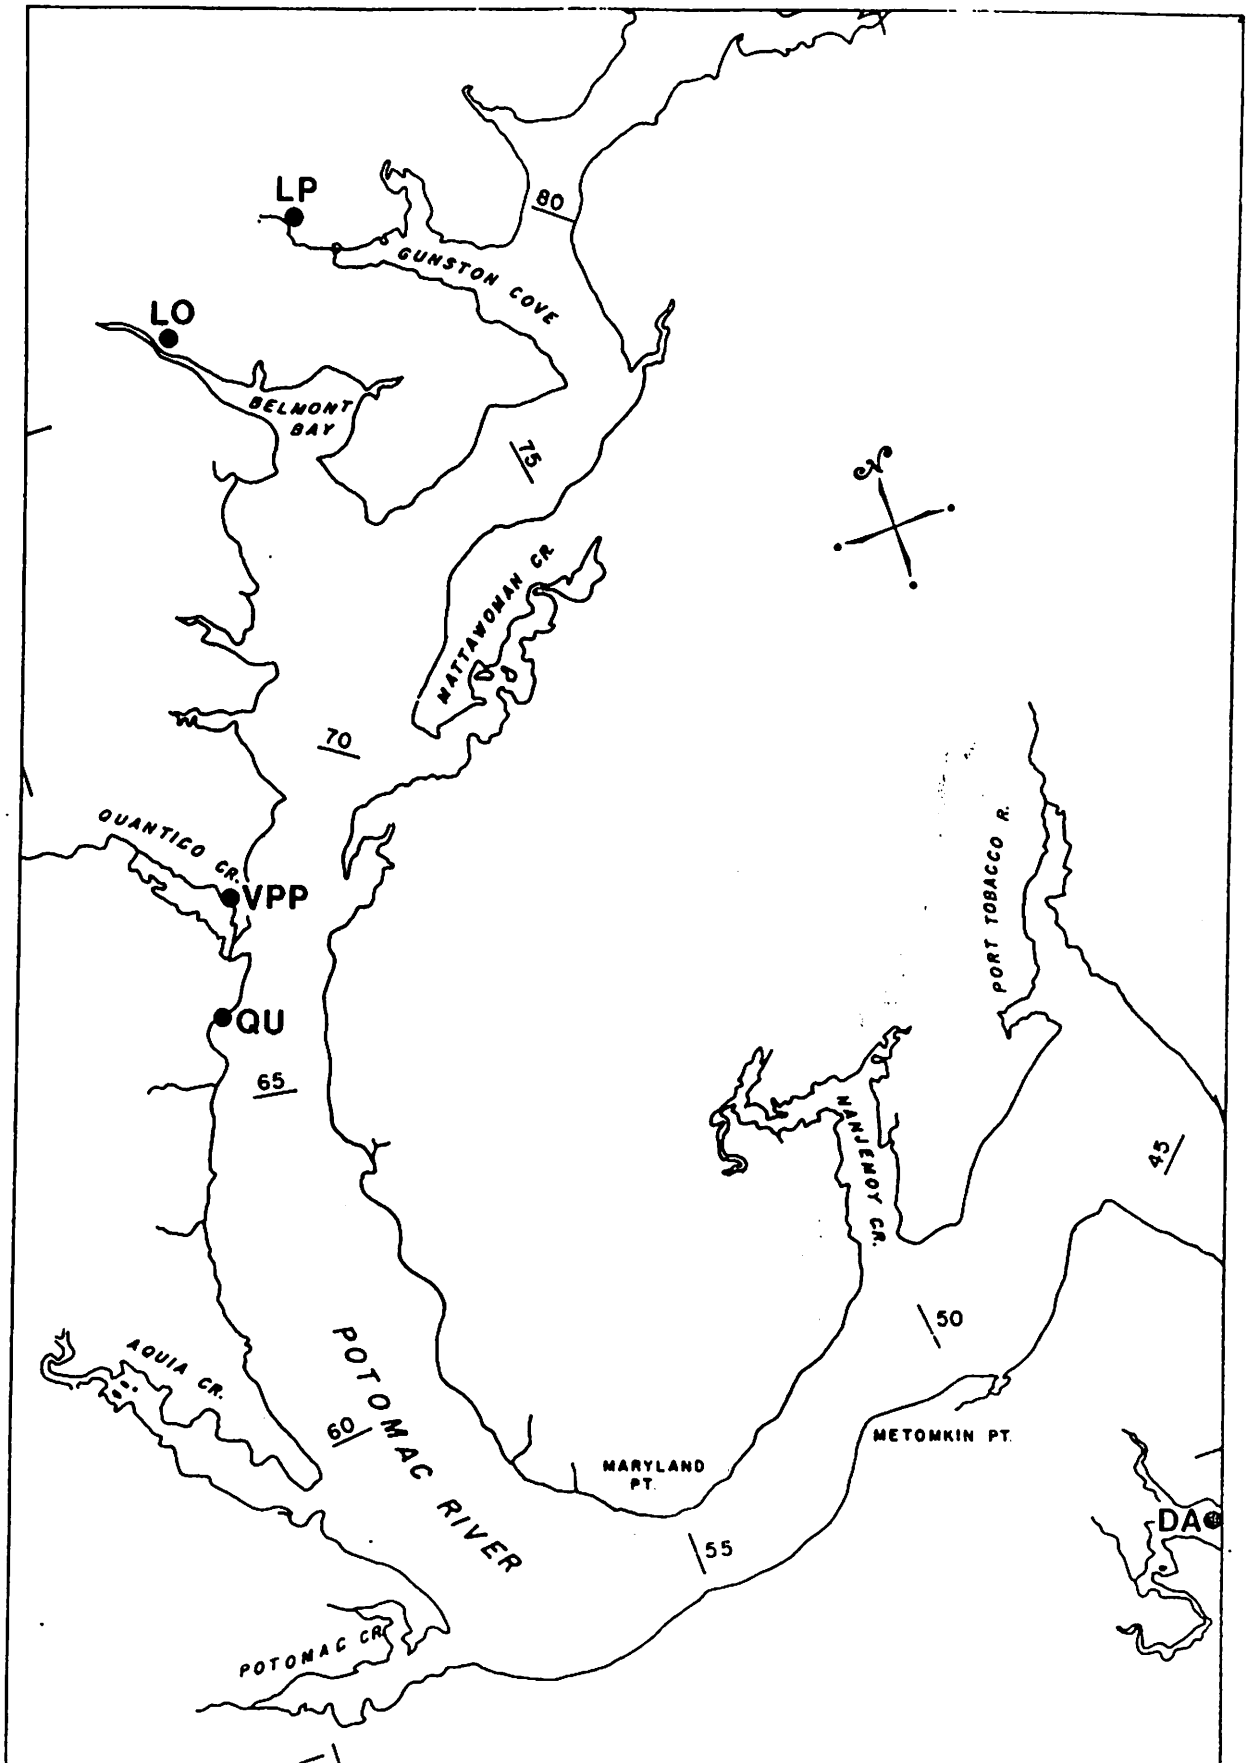 LP
80
GUNSTON COVE
LO
BELMONT
BAY
75
N
MATTAWOMAN CR.
70
QUANTICO CR.
VPP
PORT TOBACCO R.
QU
65
NANJEMOY CR.
45
50
AQUIA CR.
POTOMAC RIVER
60
METOMKIN PT.
MARYLAND
PT.
DA
55
POTOMAC CR.